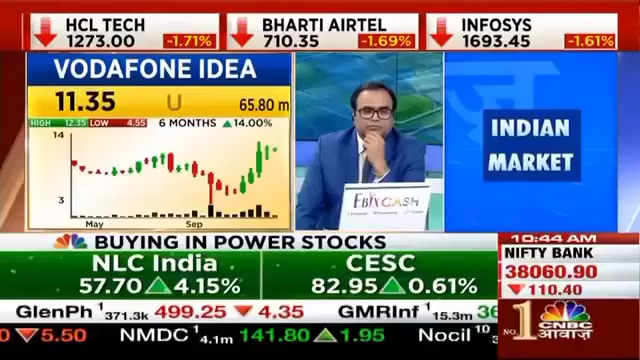 HCL TECH
1273.00 -1.71%
BHARTI AIRTEL
710.35 -1.69%
INFOSYS
1693.45 -1.61%
VODAFONE IDEA
11.35 U 65.80 m
HIGH 12.35 LOW 4.55 6 MONTHS ▲14.00%
14
3
May Sep
INDIAN
MARKET
FBIXCASH
BUYING IN POWER STOCKS
NLC India
57.70 ▲ 4.15%
CESC
82.95 ▲ 0.61%
10:44 AM
NIFTY BANK
38060.90
▼ 110.40
GlenPh 371.3k 499.25 ▼ 4.35 GMRInf 15.3m 36
▼ 5.50 NMDC 4.1m 141.80 ▲ 1.95 Nocil 10
NO. 1 CNBC
आवाज़